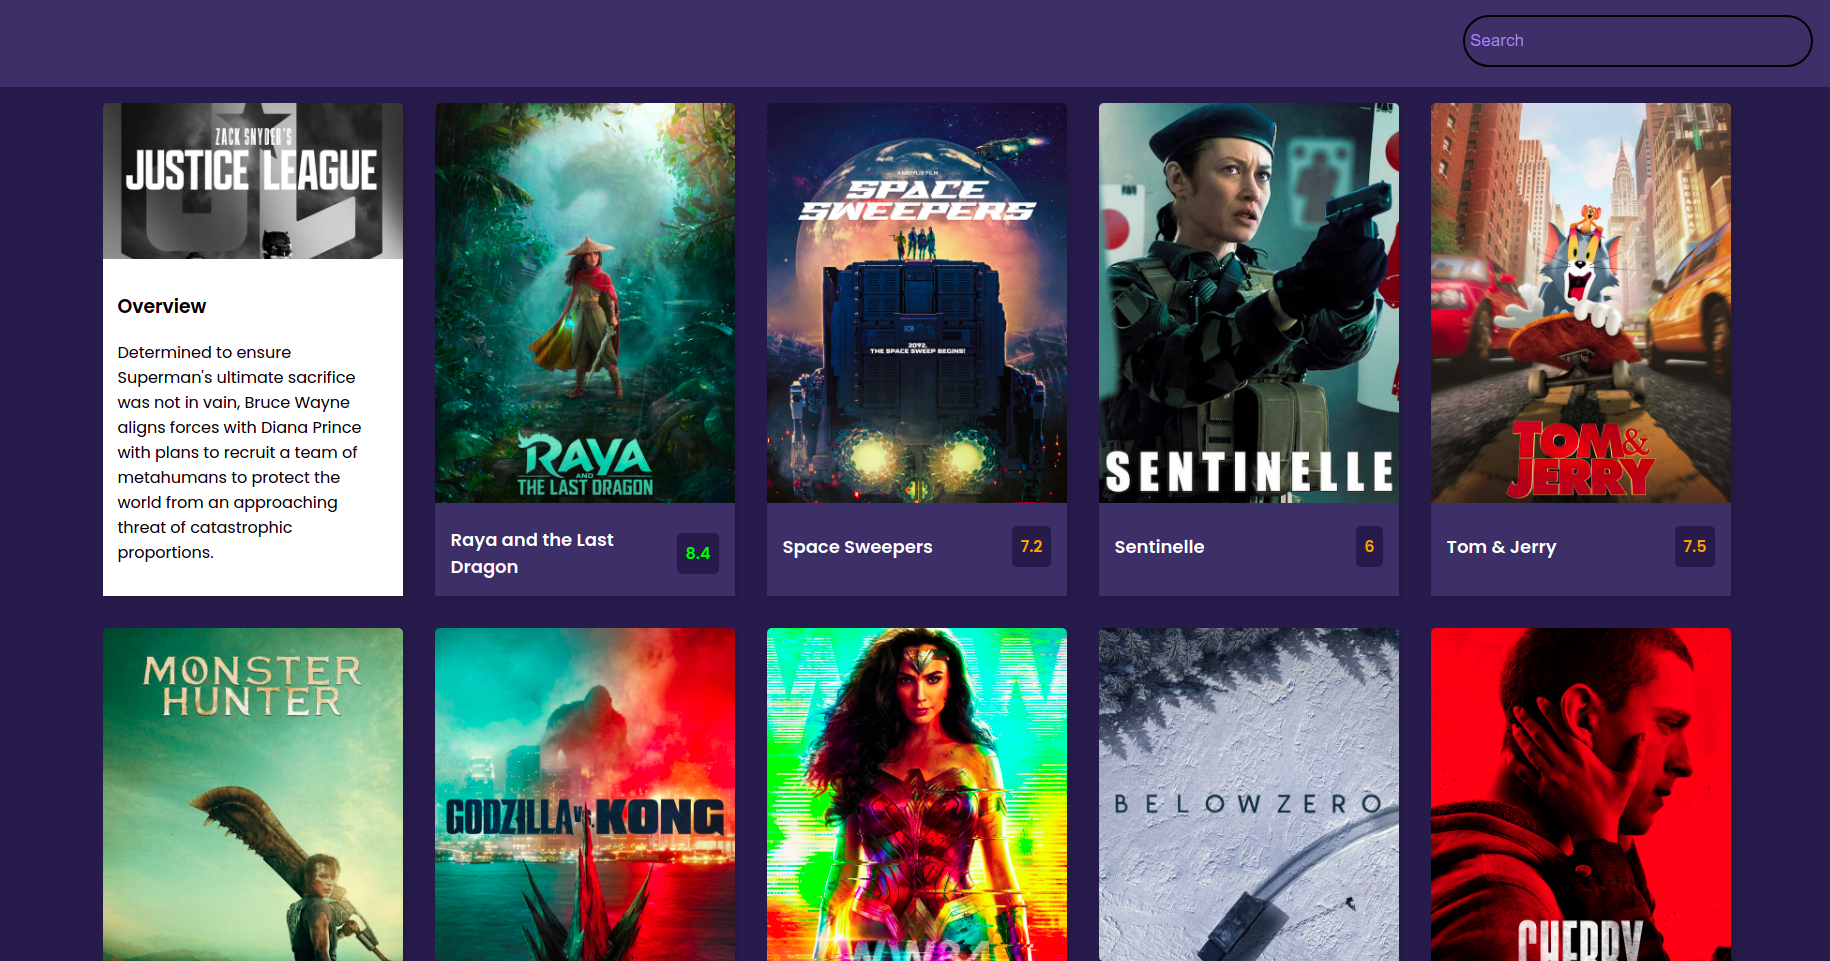 Search
ZACK SNYDER'S
JUSTICE LEAGUE
Overview
Determined to ensure
Superman's ultimate sacrifice
was not in vain, Bruce Wayne
aligns forces with Diana Prince
with plans to recruit a team of
metahumans to protect the
world from an approaching
threat of catastrophic
proportions.
RAYA
AND
THE LAST DRAGON
Raya and the Last
Dragon
8.4
A NETFLIX FILM
SPACE
SWEEPERS
2092,
THE SPACE SWEEP BEGINS!
Space Sweepers
7.2
SENTINELLE
Sentinelle
6
TOM &
JERRY
Tom & Jerry
7.5
MONSTER
HUNTER
GODZILLA vs. KONG
WW84
BELOWZERO
CHERRY